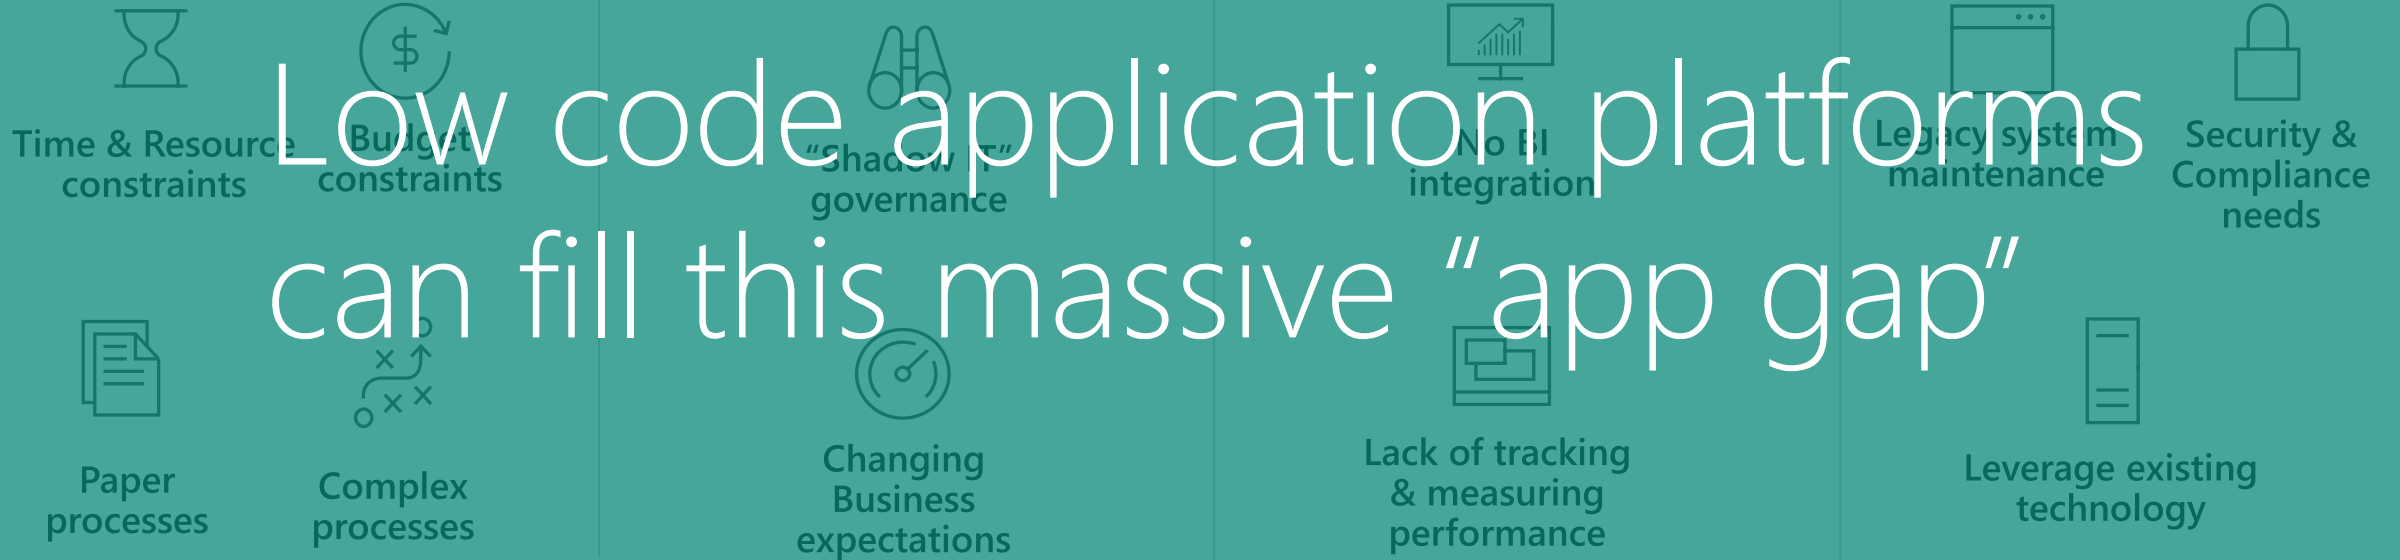 Low code application platforms
can fill this massive “app gap”
Time & Resource
constraints
Budget
constraints
“Shadow IT”
governance
No BI
integration
Legacy system
maintenance
Security &
Compliance
needs
Paper
processes
Complex
processes
Changing
Business
expectations
Lack of tracking
& measuring
performance
Leverage existing
technology